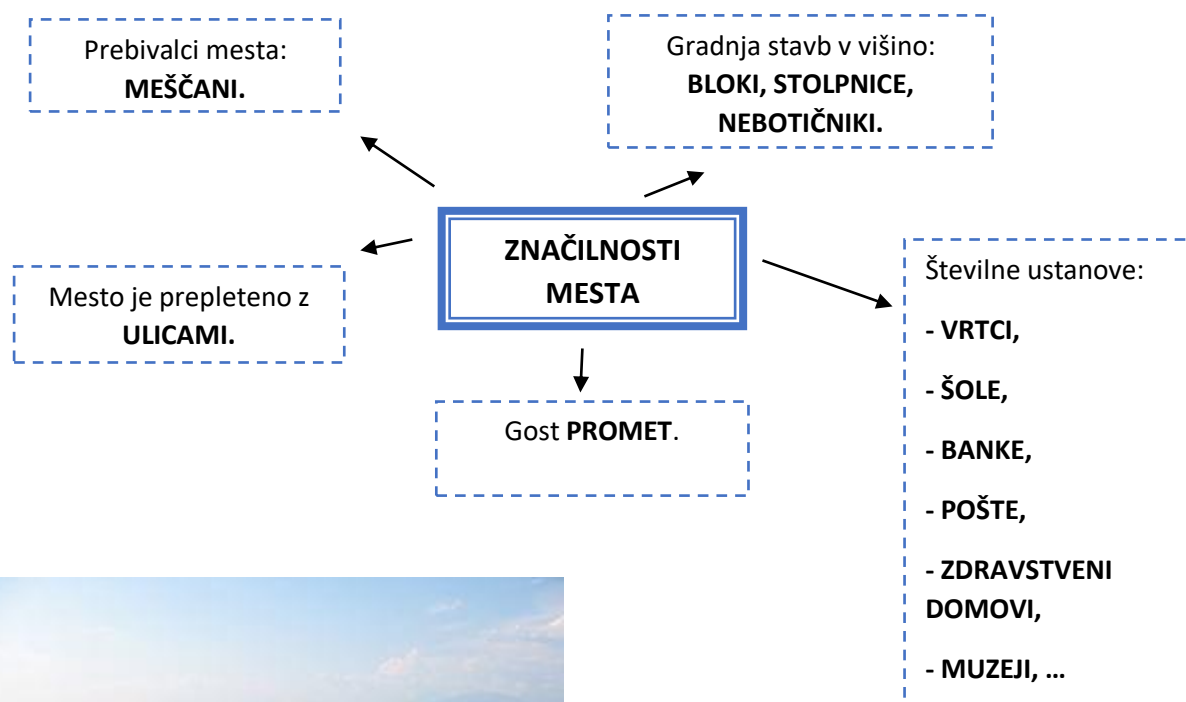 Prebivalci mesta:
MEŠČANI.
Gradnja stavb v višino:
BLOKI, STOLPNICE,
NEBOTIČNIKI.
ZNAČILNOSTI
MESTA
Mesto je prepleteno z
ULICAMI.
Gost PROMET.
Številne ustanove:
- VRTCI,
- ŠOLE,
- BANKE,
- POŠTE,
- ZDRAVSTVENI
DOMOVI,
- MUZEJI, ...